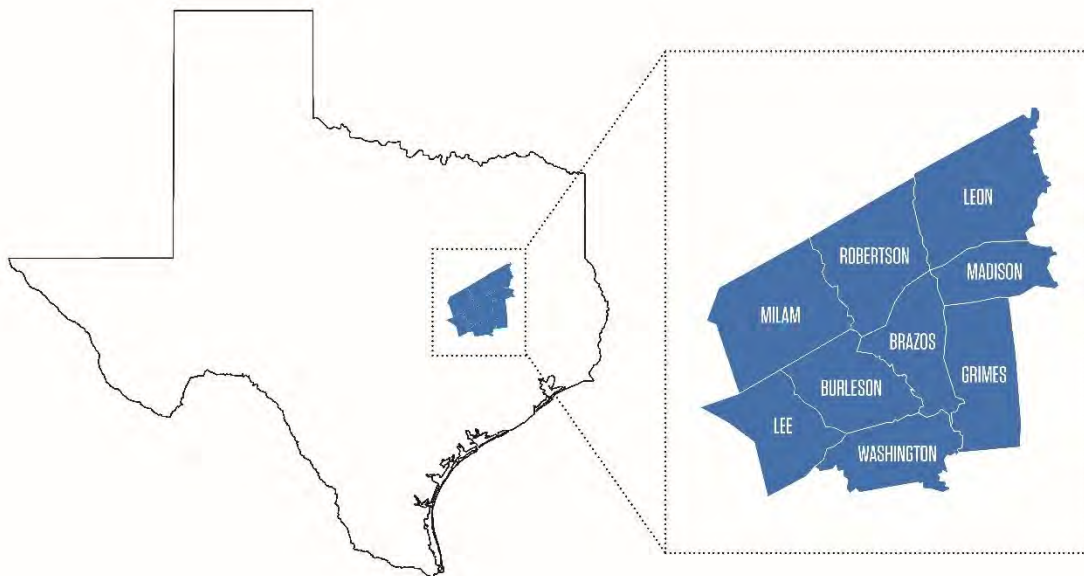 LEON
ROBERTSON
MADISON
MILAM
BRAZOS
GRIMES
BURLESON
LEE
WASHINGTON